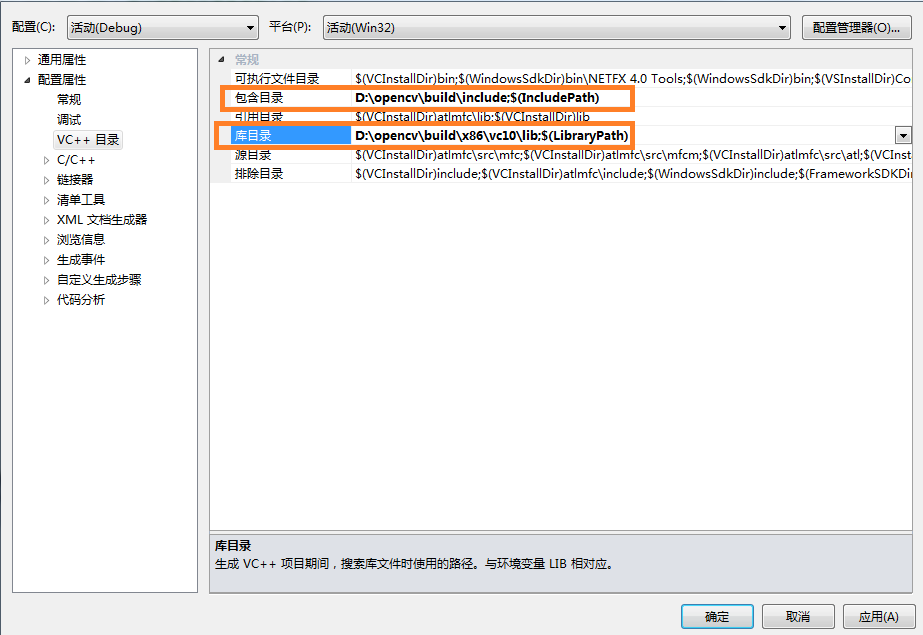 配置(C): 活动(Debug) 平台(P): 活动(Win32) 配置管理器(O)...
通用属性
配置属性
常规
调试
VC++ 目录
C/C++
链接器
清单工具
XML 文档生成器
浏览信息
生成事件
自定义生成步骤
代码分析
常规
可执行文件目录 $(VCInstallDir)bin;$(WindowsSdkDir)bin\NETFX 4.0 Tools;$(WindowsSdkDir)bin;$(VSInstallDir)Co
包含目录 D:\opencv\build\include;$(IncludePath)
引用目录 $(VCInstallDir)atlmfc\lib;$(VCInstallDir)lib
库目录 D:\opencv\build\x86\vc10\lib;$(LibraryPath)
源目录 $(VCInstallDir)atlmfc\src\mfc;$(VCInstallDir)atlmfc\src\mfcm;$(VCInstallDir)atlmfc\src\atl;$(VCInst
排除目录 $(VCInstallDir)include;$(VCInstallDir)atlmfc\include;$(WindowsSdkDir)include;$(FrameworkSDKDir
库目录
生成 VC++ 项目期间，搜索库文件时使用的路径。与环境变量 LIB 相对应。
确定 取消 应用(A)